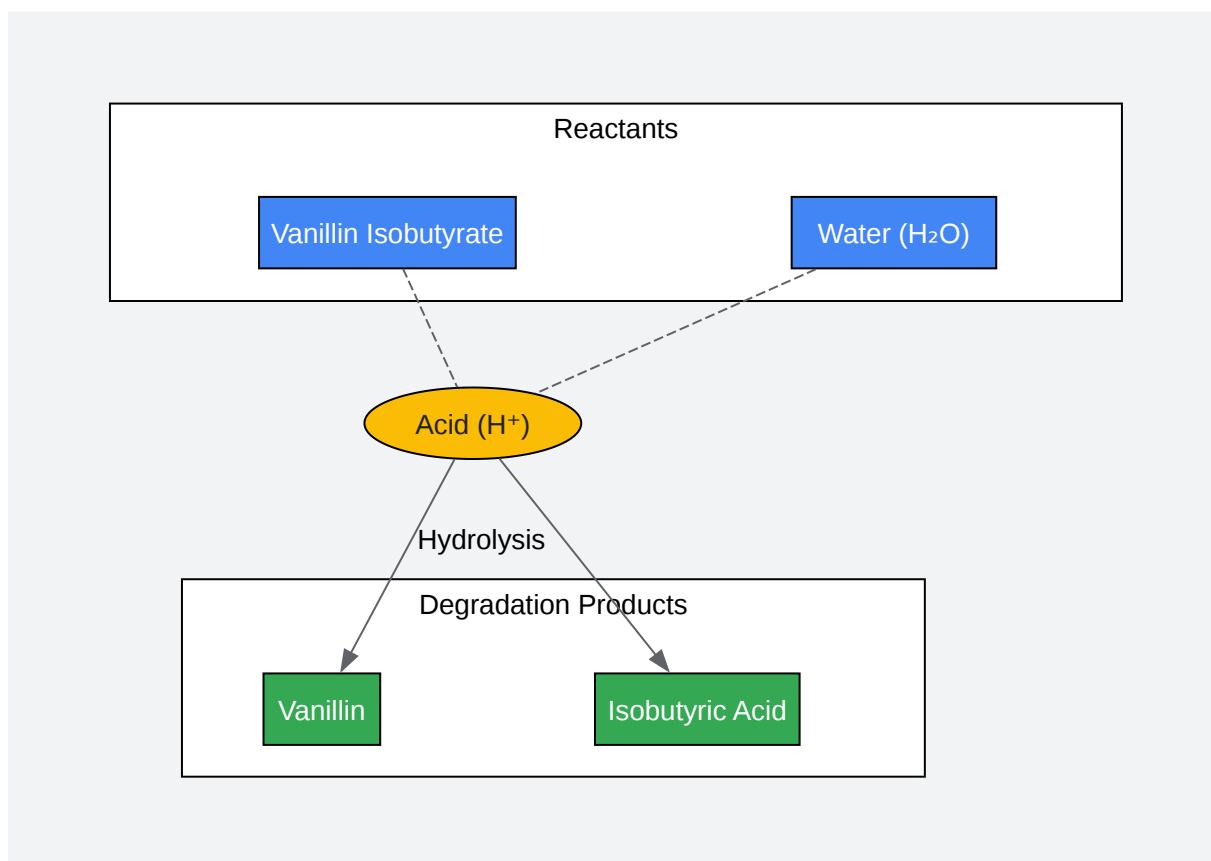 Reactants
Vanillin Isobutyrate
Water (H₂O)
Acid (H⁺)
Hydrolysis
Degradation Products
Vanillin
Isobutyric Acid